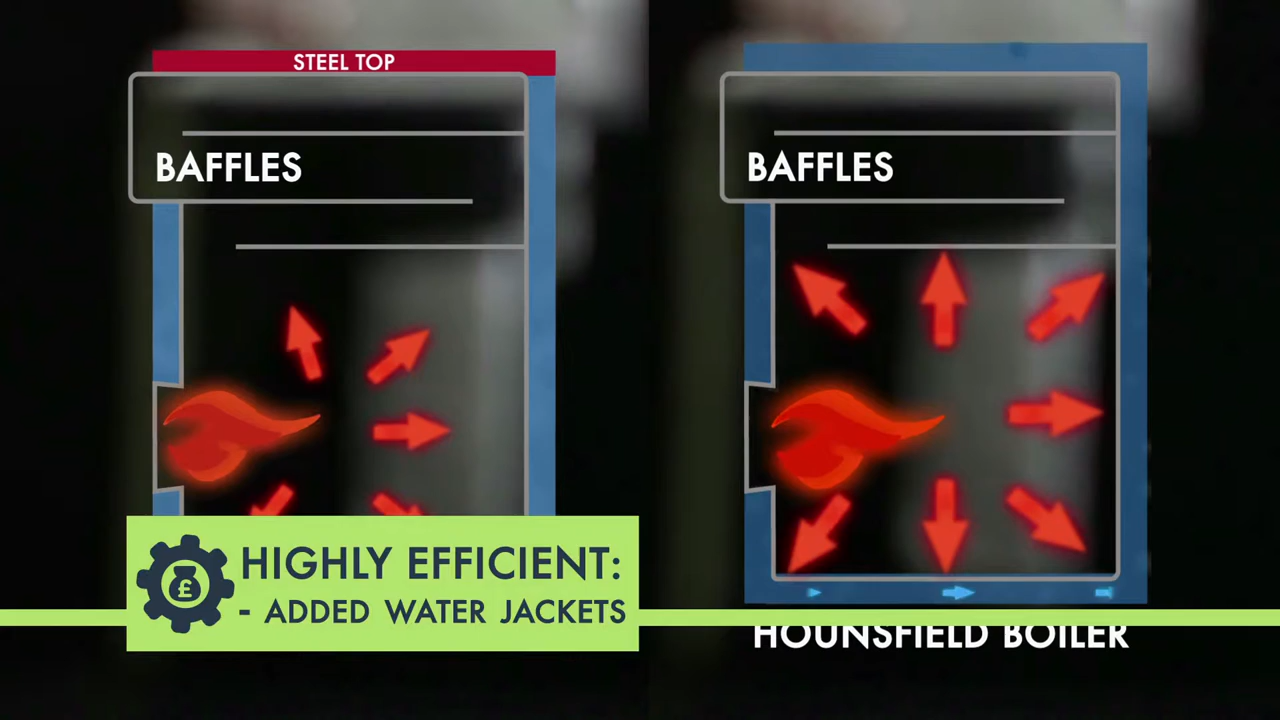 STEEL TOP
BAFFLES
BAFFLES
£ HIGHLY EFFICIENT:
- ADDED WATER JACKETS
HOUNSFIELD BOILER